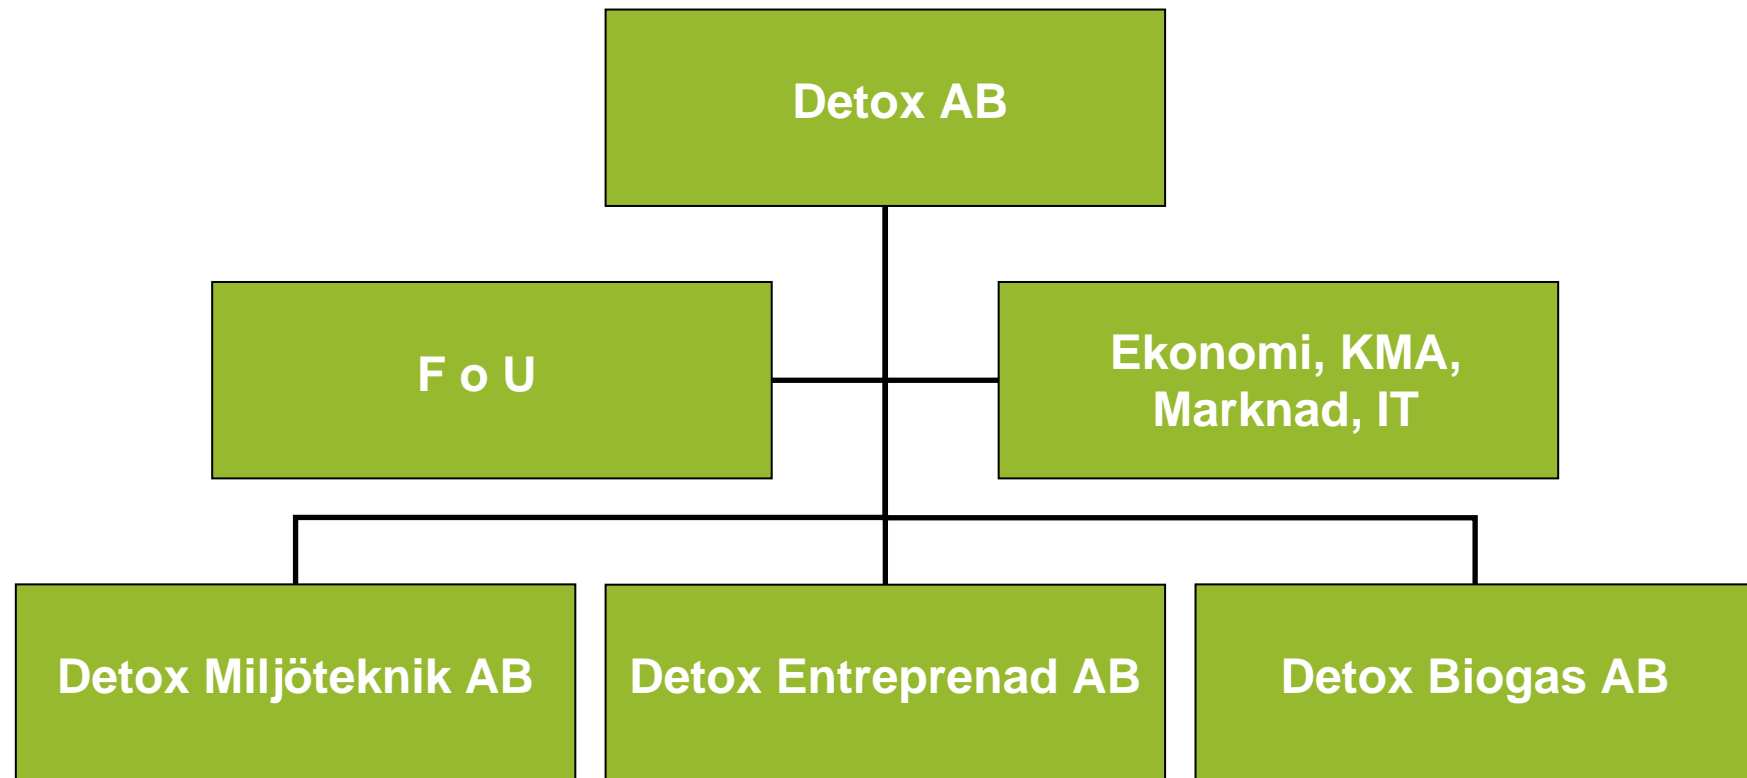 Detox AB
F o U
Ekonomi, KMA,
Marknad, IT
Detox Miljöteknik AB
Detox Entreprenad AB
Detox Biogas AB